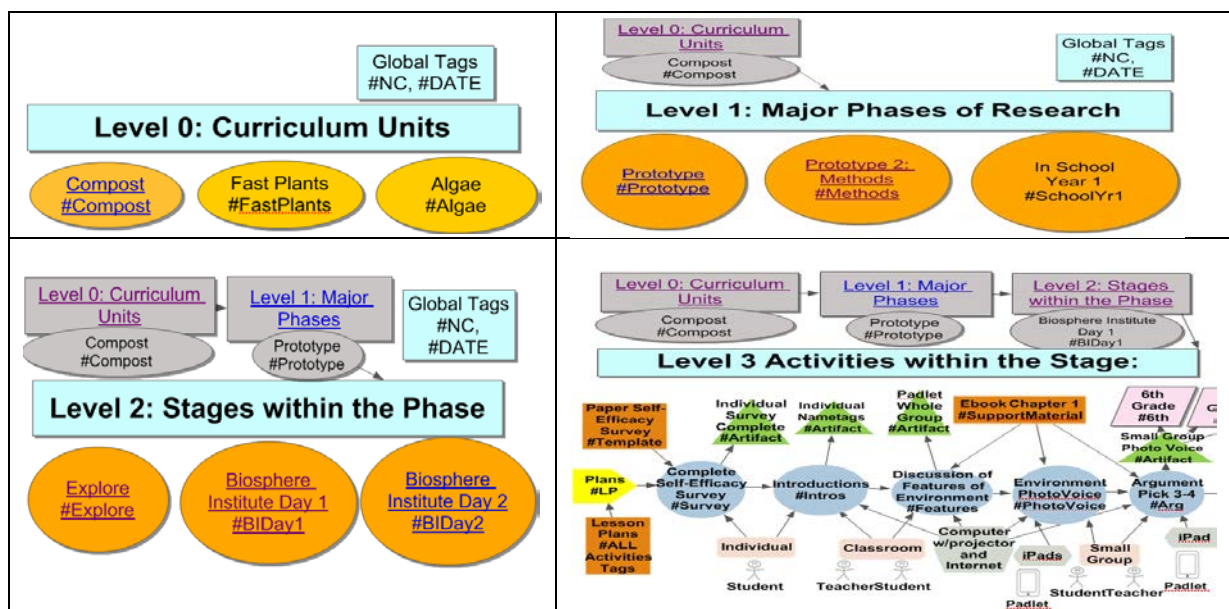 Global Tags
#NC, #DATE
Level 0: Curriculum Units
Compost
#Compost
Fast Plants
#FastPlants
Algae
#Algae
Level 0: Curriculum
Units
Compost
#Compost
Global Tags
#NC,
#DATE
Level 1: Major Phases of Research
Prototype
#Prototype
Prototype 2:
Methods
#Methods
In School
Year 1
#SchoolYr1
Level 0: Curriculum
Units
Compost
#Compost
Level 1: Major
Phases
Prototype
#Prototype
Global Tags
#NC,
#DATE
Level 2: Stages within the Phase
Explore
#Explore
Biosphere
Institute Day 1
#BIDay1
Biosphere
Institute Day 2
#BIDay2
Level 0: Curriculum
Units
Compost
#Compost
Level 1: Major
Phases
Prototype
#Prototype
Level 2: Stages
within the Phase
Biosphere Institute
Day 1
#BIDay1
Level 3 Activities within the Stage:
Paper Self-
Efficacy
Survey
#Template
Individual
Survey
Complete
#Artifact
Individual
Nametags
#Artifact
Padlet
Whole
Group
#Artifact
Ebook Chapter 1
#SupportMaterial
6th
Grade
#6th
G
Small Group
Photo Voice
#Artifact
Plans
#LP
Complete
Self-Efficacy
Survey
#Survey
Introductions
#Intros
Discussion of
Features of
Environment
#Features
Environment
PhotoVoice
#PhotoVoice
Argument
Pick 3-4
#Arg
Lesson
Plans
#ALL
Activities
Tags
Individual
Student
Classroom
TeacherStudent
Computer
w/projector
and
Internet
iPads
Padlet
Small
Group
StudentTeacher
iPad
Padlet